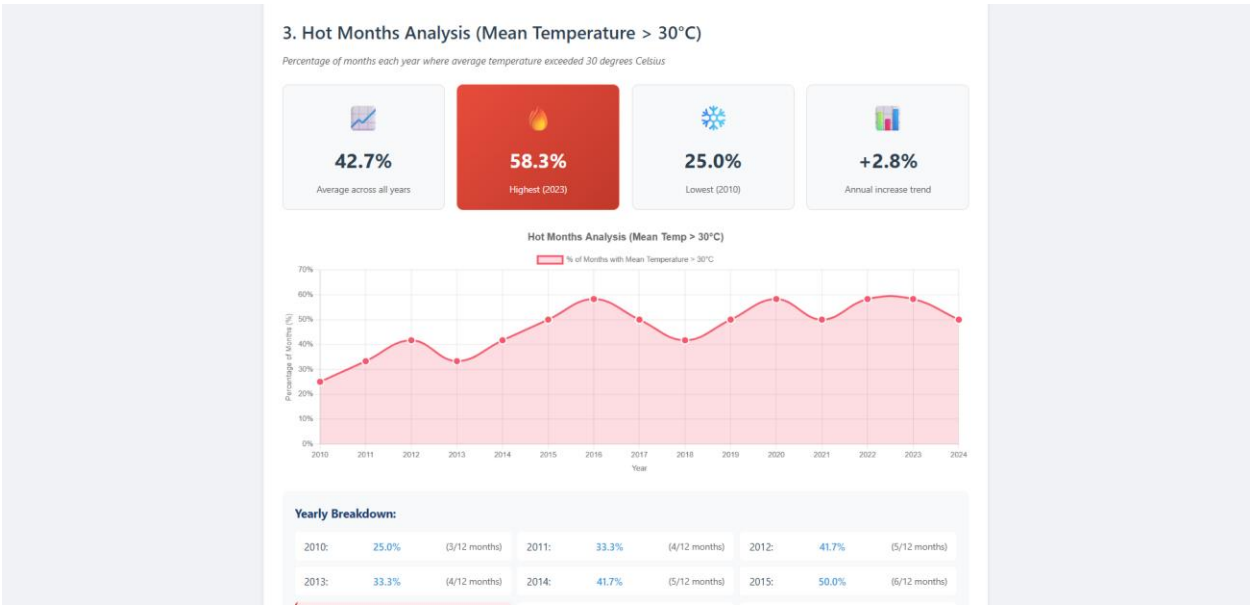 3. Hot Months Analysis (Mean Temperature > 30°C)
Percentage of months each year where average temperature exceeded 30 degrees Celsius
42.7%
Average across all years
58.3%
Highest (2023)
25.0%
Lowest (2010)
+2.8%
Annual increase trend
Hot Months Analysis (Mean Temp > 30°C)
% of Months with Mean Temperature > 30°C
Percentage of Months (%)
70%
60%
50%
40%
30%
20%
10%
0%
2010 2011 2012 2013 2014 2015 2016 2017 2018 2019 2020 2021 2022 2023 2024
Year
Yearly Breakdown:
2010: 25.0% (3/12 months) 2011: 33.3% (4/12 months) 2012: 41.7% (5/12 months)
2013: 33.3% (4/12 months) 2014: 41.7% (5/12 months) 2015: 50.0% (6/12 months)